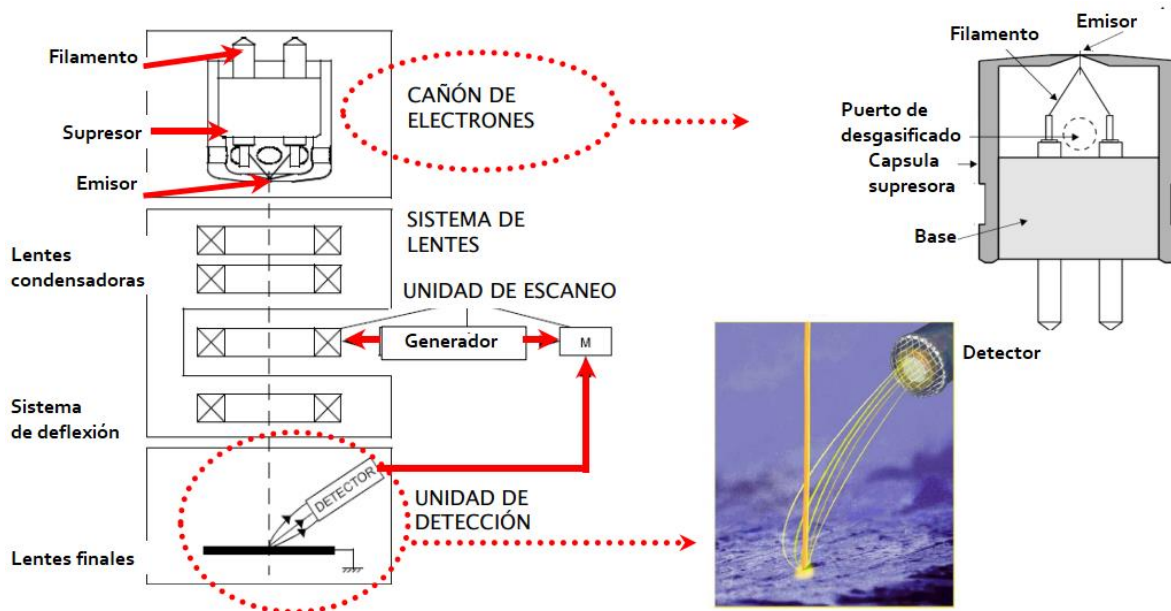 Filamento
Supresor
Emisor
CAÑÓN DE
ELECTRONES
Emisor
Filamento
Puerto de
desgasificado
Capsula
supresora
Base
SISTEMA DE
LENTES
Lentes
condensadoras
UNIDAD DE ESCANEO
Generador
M
Sistema
de deflexión
Detector
DETECTOR
UNIDAD DE
DETECCIÓN
Lentes finales